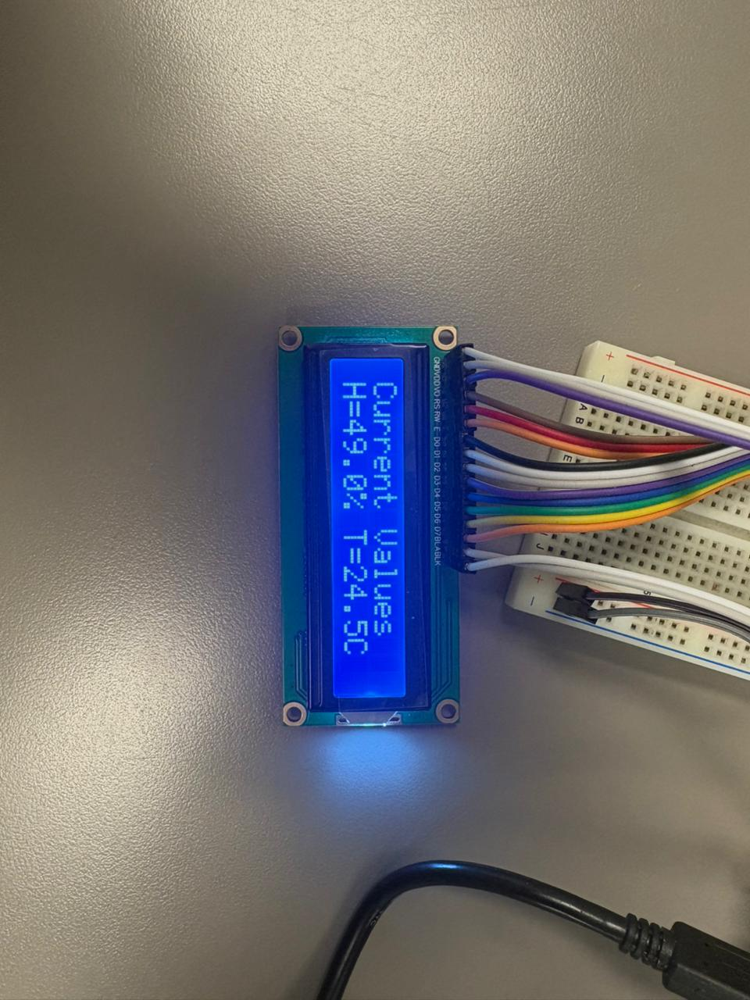 Current Values
H=49.0% T=24.5C
GND VDD VO RS RW E D0 D1 D2 D3 D4 D5 D6 D7 BLA BLK
+
-
A
B
E
J
+
-